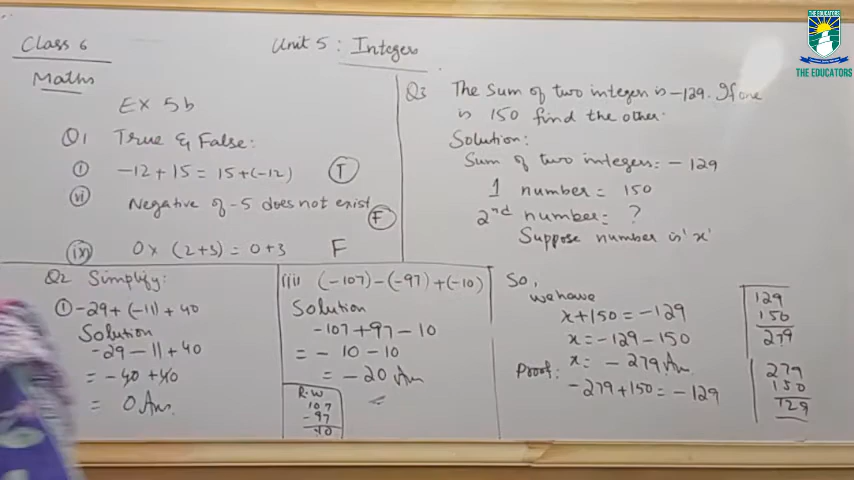 Class 6
Unit 5 : Integers
Maths
Ex 5b
Q1 True & False:
(i) -12 + 15 = 15 + (-12) (T)
(vi) Negative of -5 does not exist (F)
(ix) 0 × (2+3) = 0+3 F
Q2 Simplify:
(i) -29 + (-11) + 40
Solution
-29 - 11 + 40
= -40 + 40
= 0 Ans.
(iii) (-107) - (-97) + (-10)
Solution
-107 + 97 - 10
= - 10 - 10
= - 20 Ans
R.W
107
-97
10
Q3 The Sum of two integers is -129. If one
is 150 find the other.
Solution:
Sum of two integers = - 129
1 number = 150
2nd number = ?
Suppose number is 'x'
So,
we have
x + 150 = - 129
x = - 129 - 150
x = - 279 Ans
Proof:
- 279 + 150 = - 129
129
150
279
279
150
129
THE EDUCATORS
THE EDUCATORS